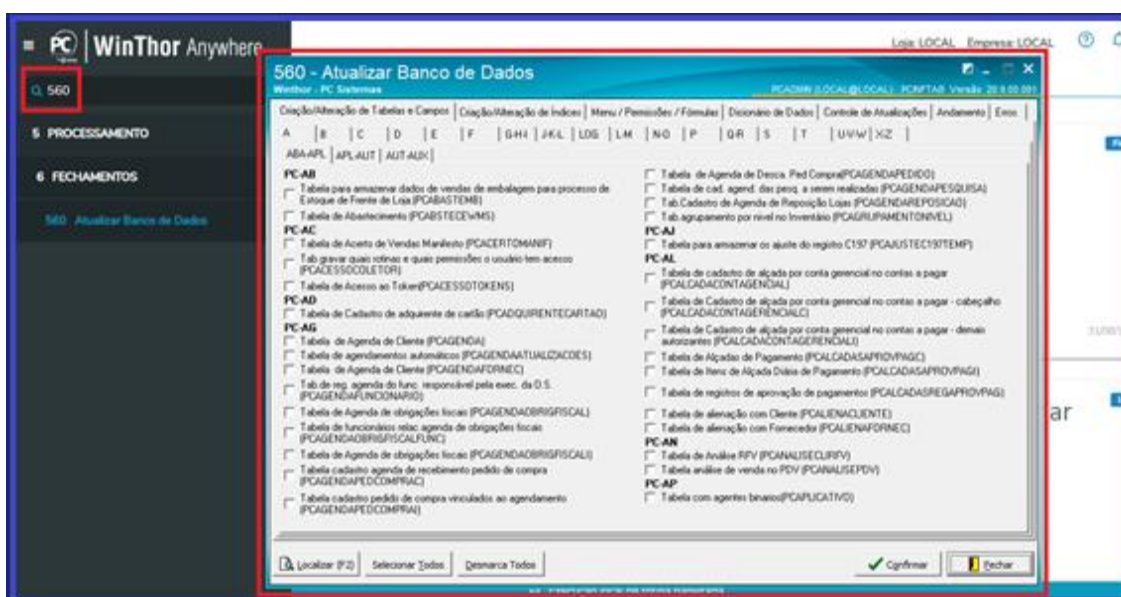 PC | WinThor Anywhere
Loja: LOCAL Empresa: LOCAL
560
5 PROCESSAMENTO
6 FECHAMENTOS
560 Atualizar Banco de Dados
560 - Atualizar Banco de Dados
Winthor - PC Sistemas
Criação/Alteração de Tabelas e Campos | Criação/Alteração de Índices | Menu / Permissões / Fórmulas | Dicionário de Dados | Controle de Atualizações | Andamento | Erros
A | B | C | D | E | F | GHI | JKL | LOG | LM | NO | P | QR | S | T | UVW | XZ
ABA-APL | APL-AUT | AUT-AUX
PC-AB
Tabela para armazenar dados de vendas de embalagem para processo de
Estoque de Frente de Loja (PCABASTEMB)
Tabela de Abastecimento (PCABSTECEWMS)
PC-AC
Tabela de Acerto de Vendas Manifesto (PCACERTOMANIF)
Tab.gravar quais rotinas e quais permissões o usuário tem acesso
(PCACESSOCOLETOR)
Tabela de Acesso ao Token(PCACESSOTOKENS)
PC-AD
Tabela de Cadastro de adquirente de cartão (PCADQUIRENTECARTAO)
PC-AG
Tabela de Agenda de Cliente (PCAGENDA)
Tabela de agendamentos automáticos (PCAGENDAATUALIZACOES)
Tabela de Agenda de Cliente (PCAGENDAFORNEC)
Tab.de reg. agenda do func. responsável pela exec. da O.S.
(PCAGENDAFUNCIONARIO)
Tabela de Agenda de obrigações fiscais (PCAGENDAOBRIGFISCAL)
Tabela de funcionários relac agenda de obrigações fiscais
(PCAGENDAOBRIGFISCALFUNC)
Tabela de Agenda de obrigações fiscais (PCAGENDAOBRIGFISCALI)
Tabela cadastro agenda de recebimento pedido de compra
(PCAGENDAPEDCOMPRAC)
Tabela cadastro pedido de compra vinculados ao agendamento
(PCAGENDAPEDCOMPRAI)
Tabela de Agenda de Desca. Ped Compra(PCAGENDAPEDIDO)
Tabela de cad. agend. das pesq. a serem realizadas (PCAGENDAPESQUISA)
Tab.Cadastro de Agenda de Reposição Lojas (PCAGENDAREPOSICAO)
Tab.agrupamento por nivel no Inventário (PCAGRUPAMENTONIVEL)
PC-AJ
Tabela para armazenar os ajuste do registro C197 (PCAJUSTEC197TEMP)
PC-AL
Tabela de cadastro de alçada por conta gerencial no contas a pagar
(PCALCADACONTAGENCIAL)
Tabela de Cadastro de alçada por conta gerencial no contas a pagar - cabeçalho
(PCALCADACONTAGERENCIALC)
Tabela de Cadastro de alçada por conta gerencial no contas a pagar - demais
autorizantes (PCALCADACONTAGERENCIALI)
Tabela de Alçadas de Pagamento (PCALCADASAPROVPAGC)
Tabela de Itens de Alçada Diária de Pagamento (PCALCADASAPROVPAGI)
Tabela de registros de aprovação de pagamentos (PCALCADASREGAPROVPAG)
Tabela de alienação com Cliente (PCALIENACLIENTE)
Tabela de alienação com Fornecedor (PCALIENAFORNEC)
PC-AN
Tabela de Análise RFV (PCANALISECLIRFV)
Tabela análise de venda no PDV (PCANALISEPDV)
PC-AP
Tabela com agentes binarios(PCAPLICATIVO)
Localizar (F2)
Selecionar Todos
Desmarca Todos
Confirmar
Fechar
ar